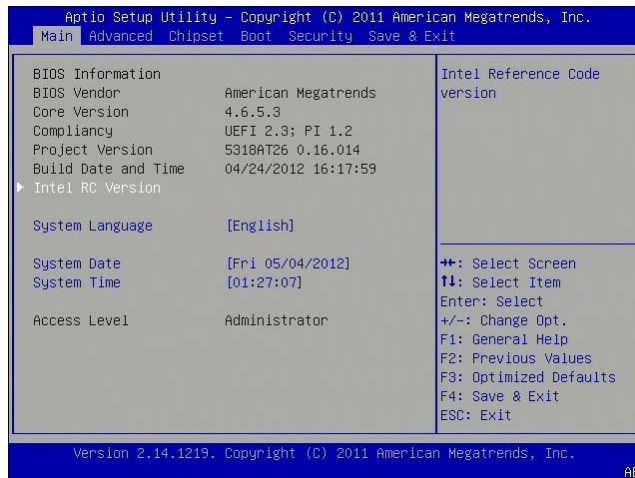 Aptio Setup Utility – Copyright (C) 2011 American Megatrends, Inc.
Main Advanced Chipset Boot Security Save & Exit
BIOS Information
BIOS Vendor American Megatrends
Core Version 4.6.5.3
Compliancy UEFI 2.3; PI 1.2
Project Version 5318AT26 0.16.014
Build Date and Time 04/24/2012 16:17:59
Intel RC Version
System Language [English]
System Date [Fri 05/04/2012]
System Time [01:27:07]
Access Level Administrator
Intel Reference Code
version
→←: Select Screen
↑↓: Select Item
Enter: Select
+/-: Change Opt.
F1: General Help
F2: Previous Values
F3: Optimized Defaults
F4: Save & Exit
ESC: Exit
Version 2.14.1219. Copyright (C) 2011 American Megatrends, Inc.